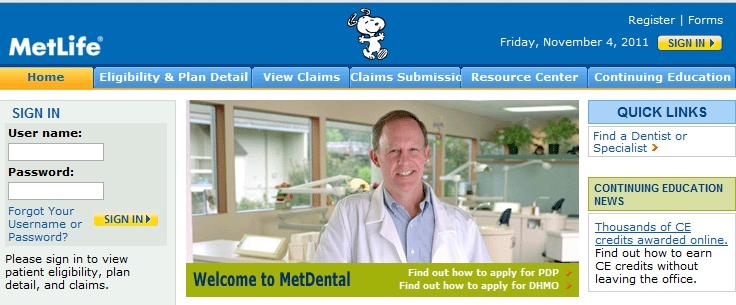 MetLife®
Register | Forms
Friday, November 4, 2011 SIGN IN
Home Eligibility & Plan Detail View Claims Claims Submissio Resource Center Continuing Education
SIGN IN
User name:
Password:
Forgot Your
Username or
Password?
SIGN IN
Please sign in to view
patient eligibility, plan
detail, and claims.
Welcome to MetDental
Find out how to apply for PDP
Find out how to apply for DHMO
QUICK LINKS
Find a Dentist or
Specialist
CONTINUING EDUCATION
NEWS
Thousands of CE
credits awarded online.
Find out how to earn
CE credits without
leaving the office.